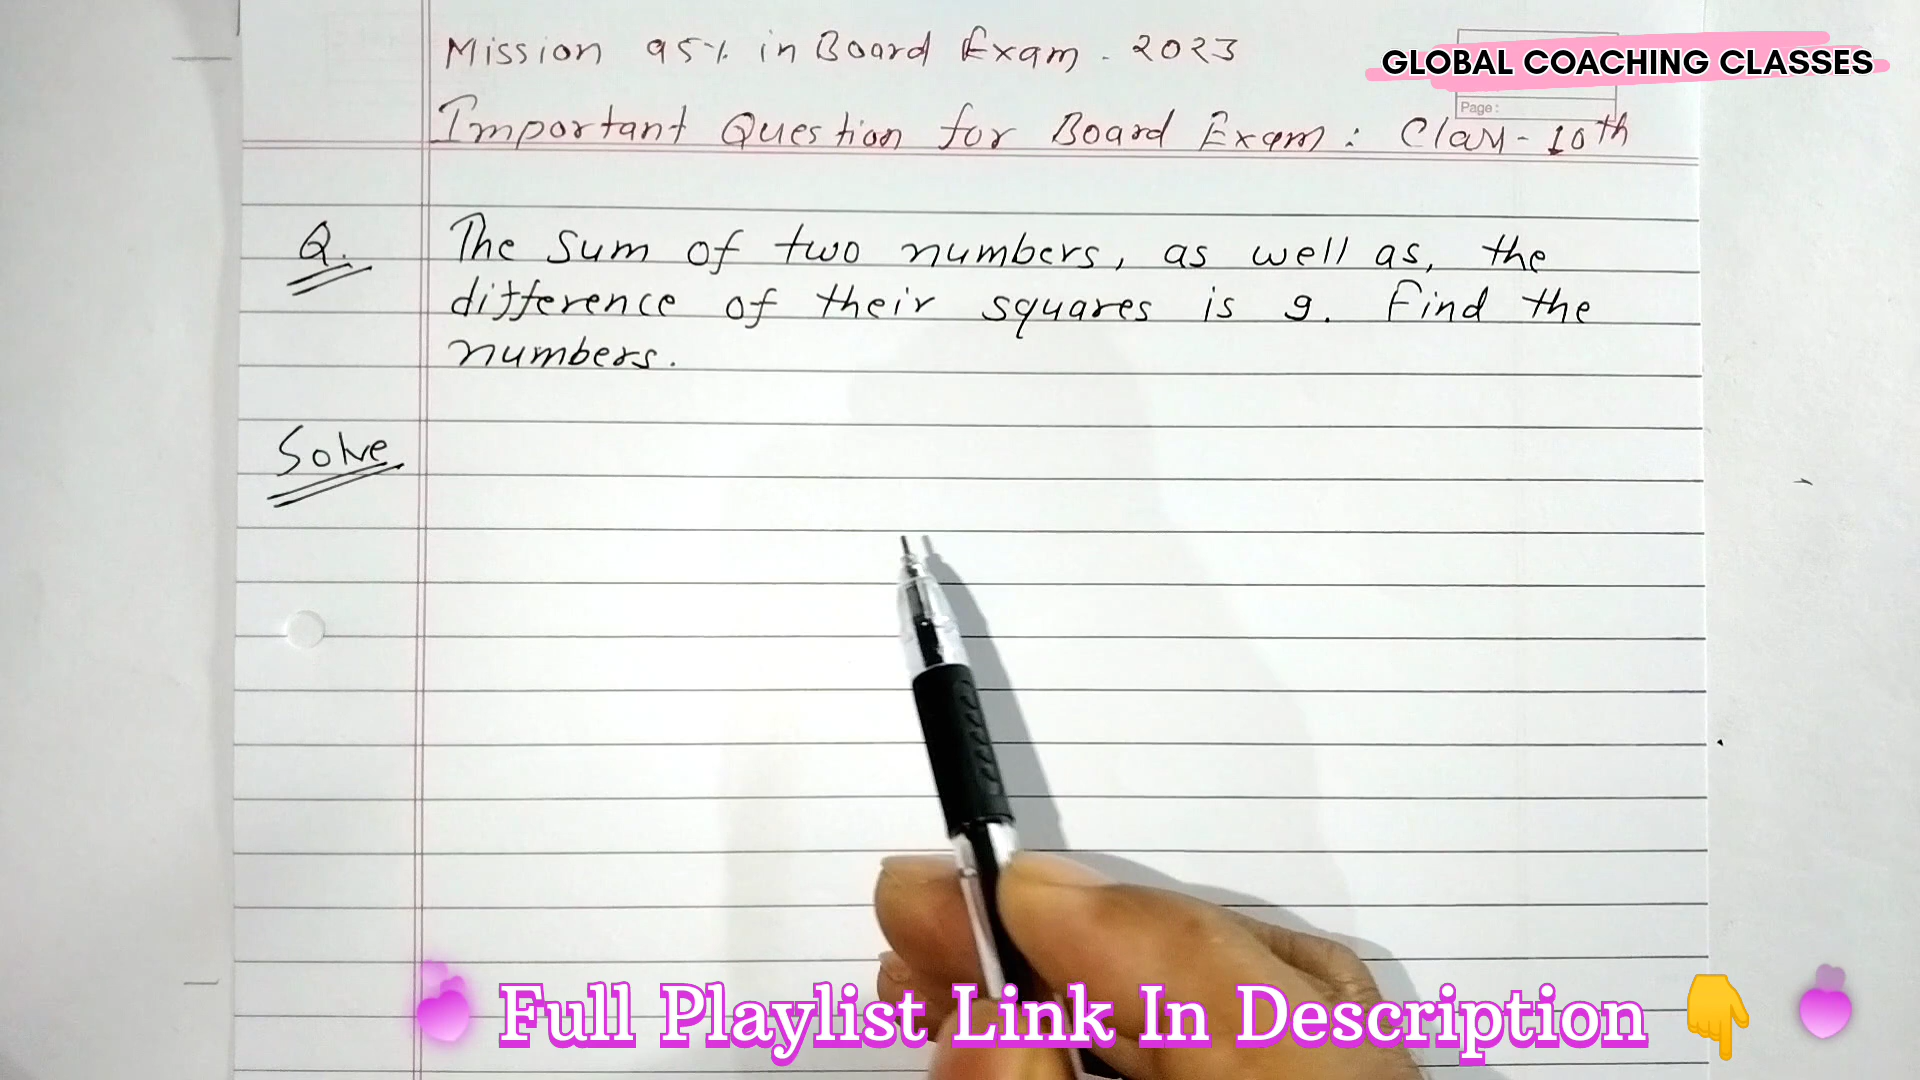 Mission 95% in Board Exam - 2023
GLOBAL COACHING CLASSES
Page :
Important Question for Board Exam : Class - 10th
Q. The sum of two numbers, as well as, the
difference of their squares is 9. Find the
numbers.
Solve
Full Playlist Link In Description